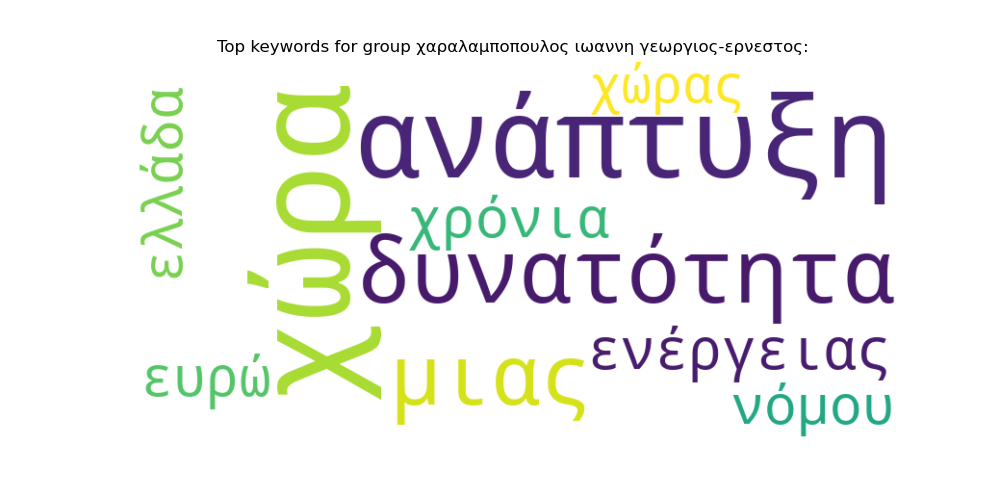 Top keywords for group χαραλαμποπουλος ιωαννη γεωργιος-ερνεστος:
χώρας
ελλάδα
χώρα
ανάπτυξη
χρόνια
δυνατότητα
ενέργειας
ευρώ
μιας
νόμου